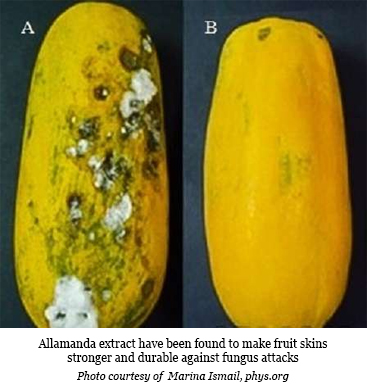 A B
Allamanda extract have been found to make fruit skins
stronger and durable against fungus attacks
Photo courtesy of Marina Ismail, phys.org